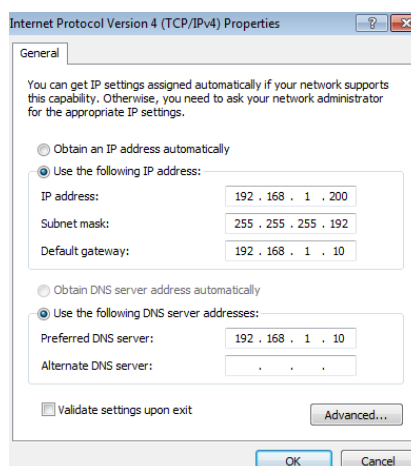 Internet Protocol Version 4 (TCP/IPv4) Properties
General
You can get IP settings assigned automatically if your network supports
this capability. Otherwise, you need to ask your network administrator
for the appropriate IP settings.
Obtain an IP address automatically
Use the following IP address:
IP address: 192 . 168 . 1 . 200
Subnet mask: 255 . 255 . 255 . 192
Default gateway: 192 . 168 . 1 . 10
Obtain DNS server address automatically
Use the following DNS server addresses:
Preferred DNS server: 192 . 168 . 1 . 10
Alternate DNS server: . . .
Validate settings upon exit
Advanced...
OK Cancel